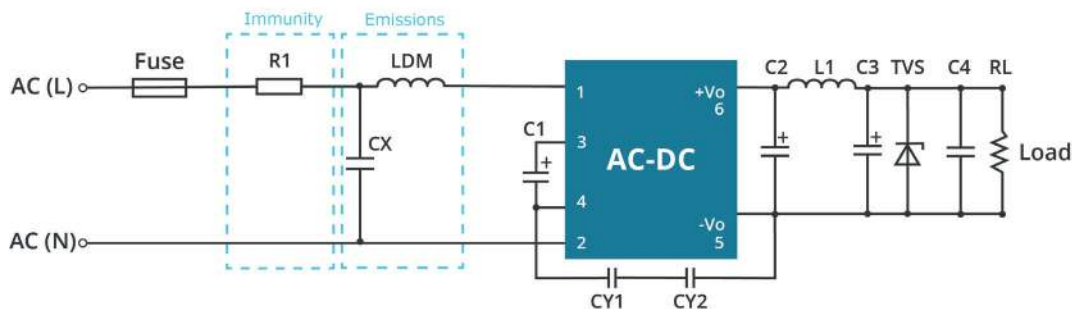 Immunity
Emissions
Fuse
R1
LDM
C2 L1 C3 TVS C4 RL
AC (L)
1
+Vo
6
C1
3
CX
+
+
+
AC-DC
Load
4
AC (N)
2
-Vo
5
CY1
CY2